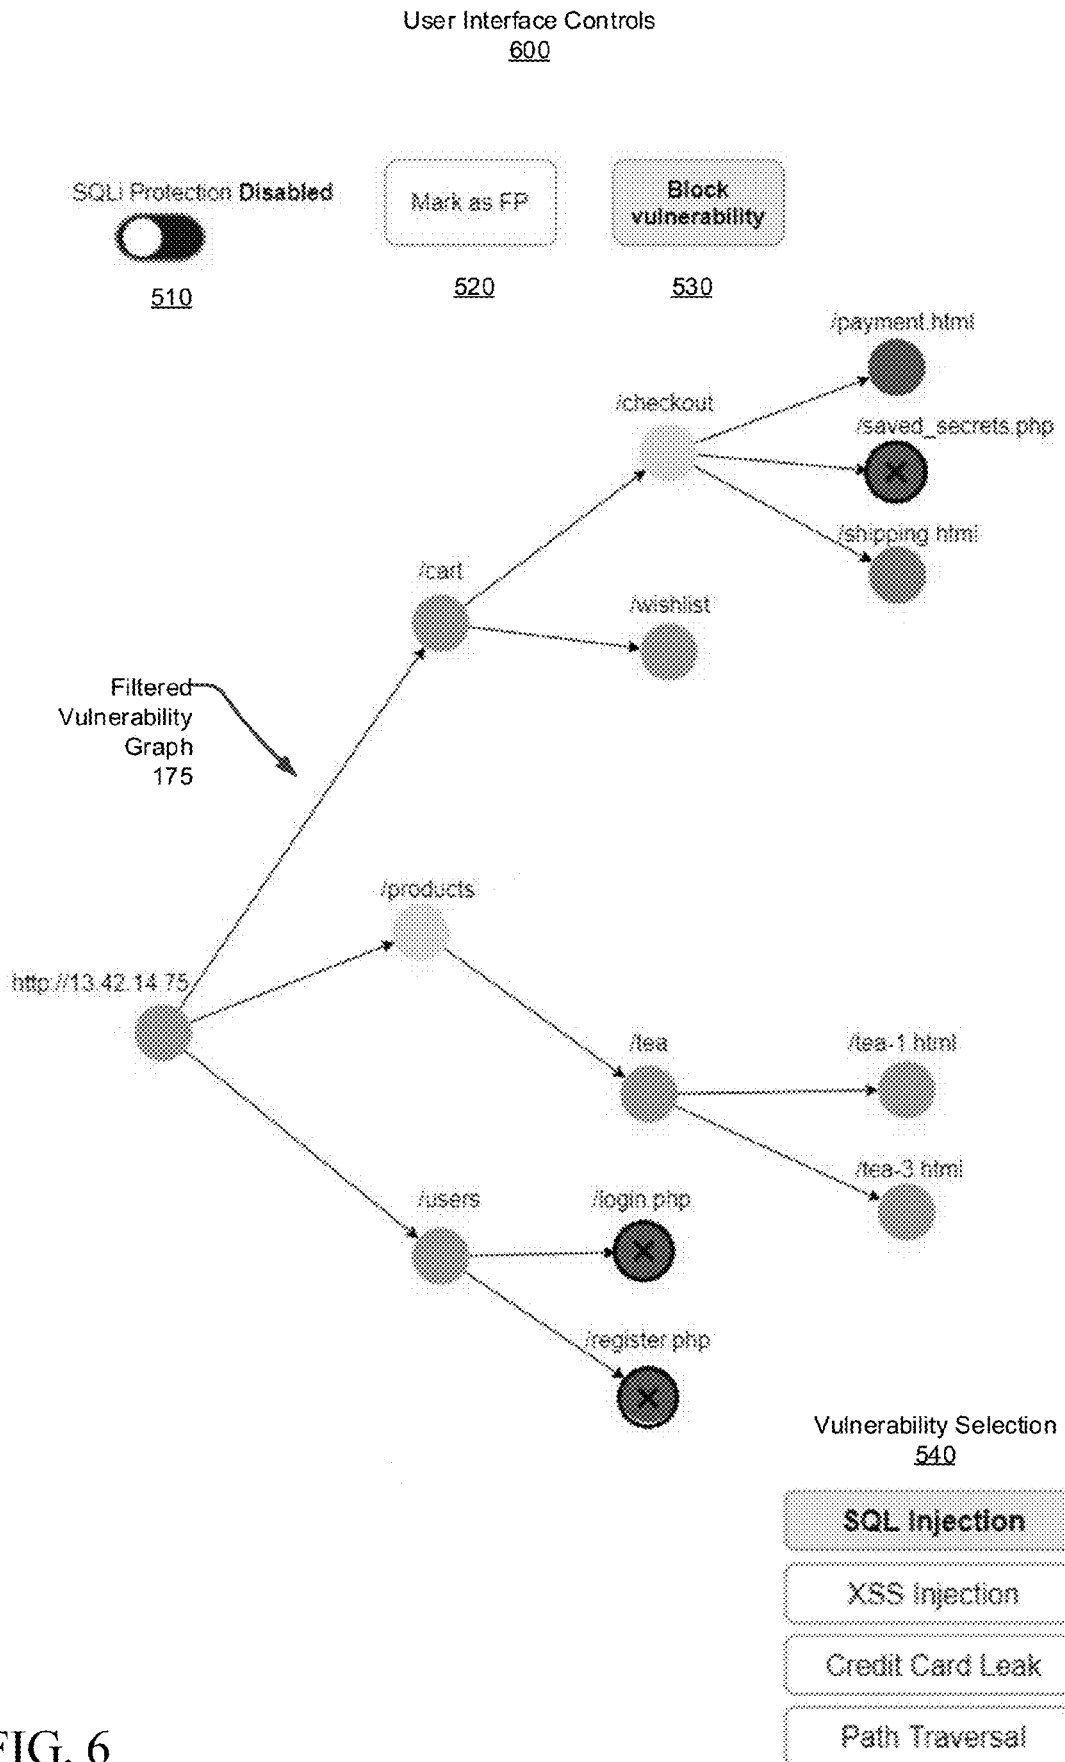 User Interface Controls
600
SQLi Protection Disabled
Mark as FP
Block
vulnerability
510
520
530
/payment.html
/checkout
/saved_secrets.php
/shipping.html
/cart
/wishlist
Filtered
Vulnerability
Graph
175
/products
http://13.42.14.75
/tea
/tea-1.html
/tea-3.html
/users
/login.php
/register.php
Vulnerability Selection
540
SQL Injection
XSS Injection
Credit Card Leak
Path Traversal
FIG. 6